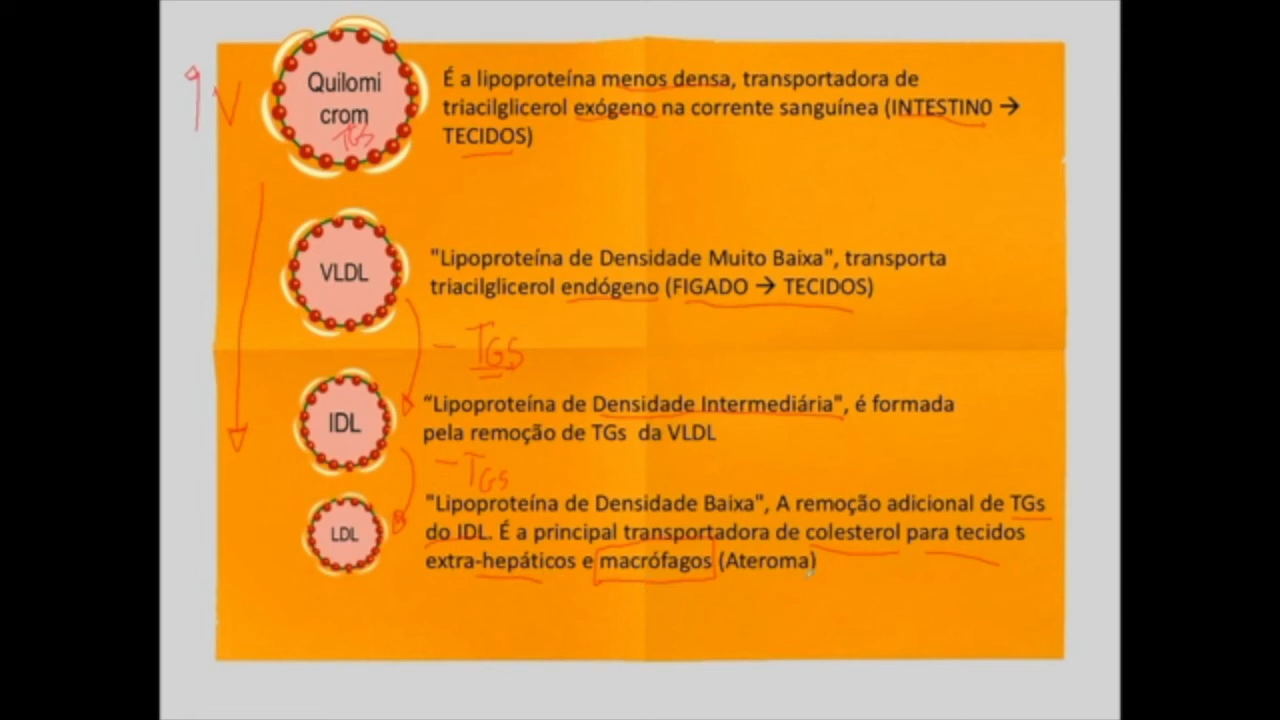 Quilomi
crom
TGS
É a lipoproteína menos densa, transportadora de
triacilglicerol exógeno na corrente sanguínea (INTESTIN0 →
TECIDOS)
VLDL
"Lipoproteína de Densidade Muito Baixa", transporta
triacilglicerol endógeno (FIGADO → TECIDOS)
- TGS
IDL
“Lipoproteína de Densidade Intermediária", é formada
pela remoção de TGs da VLDL
- TGS
LDL
"Lipoproteína de Densidade Baixa", A remoção adicional de TGs
do IDL. É a principal transportadora de colesterol para tecidos
extra-hepáticos e macrófagos (Ateroma)